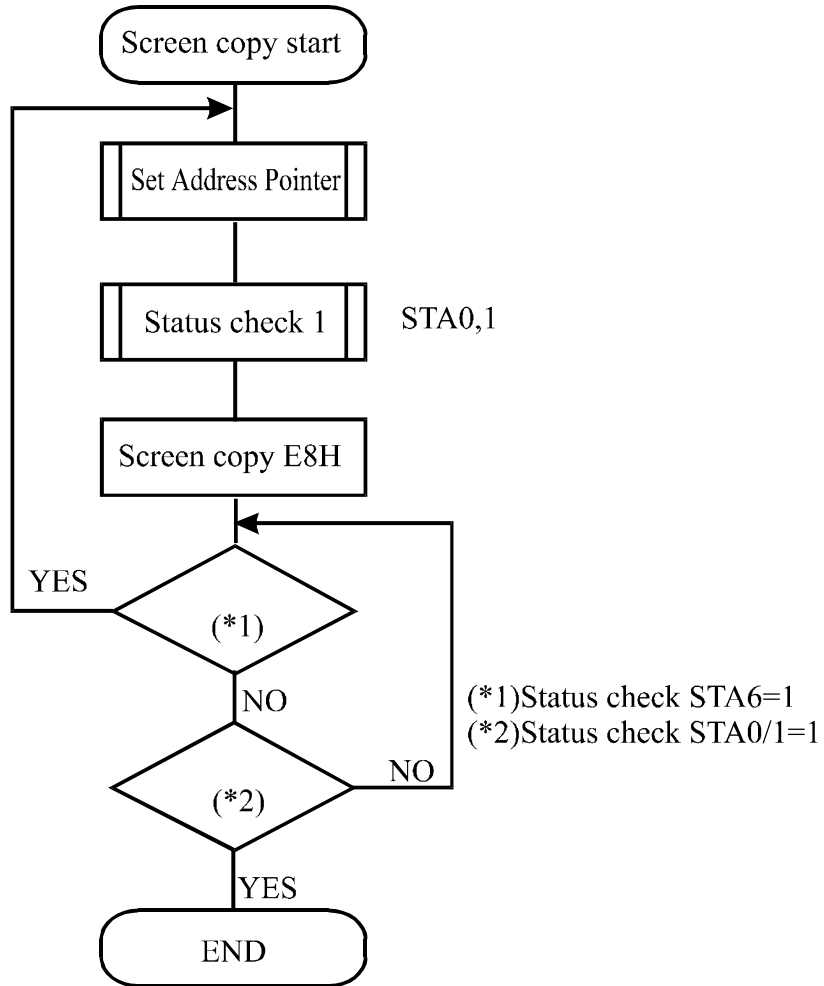 Screen copy start
Set Address Pointer
Status check 1
STA0,1
Screen copy E8H
YES
(*1)
NO
(*1)Status check STA6=1
(*2)Status check STA0/1=1
NO
(*2)
YES
END